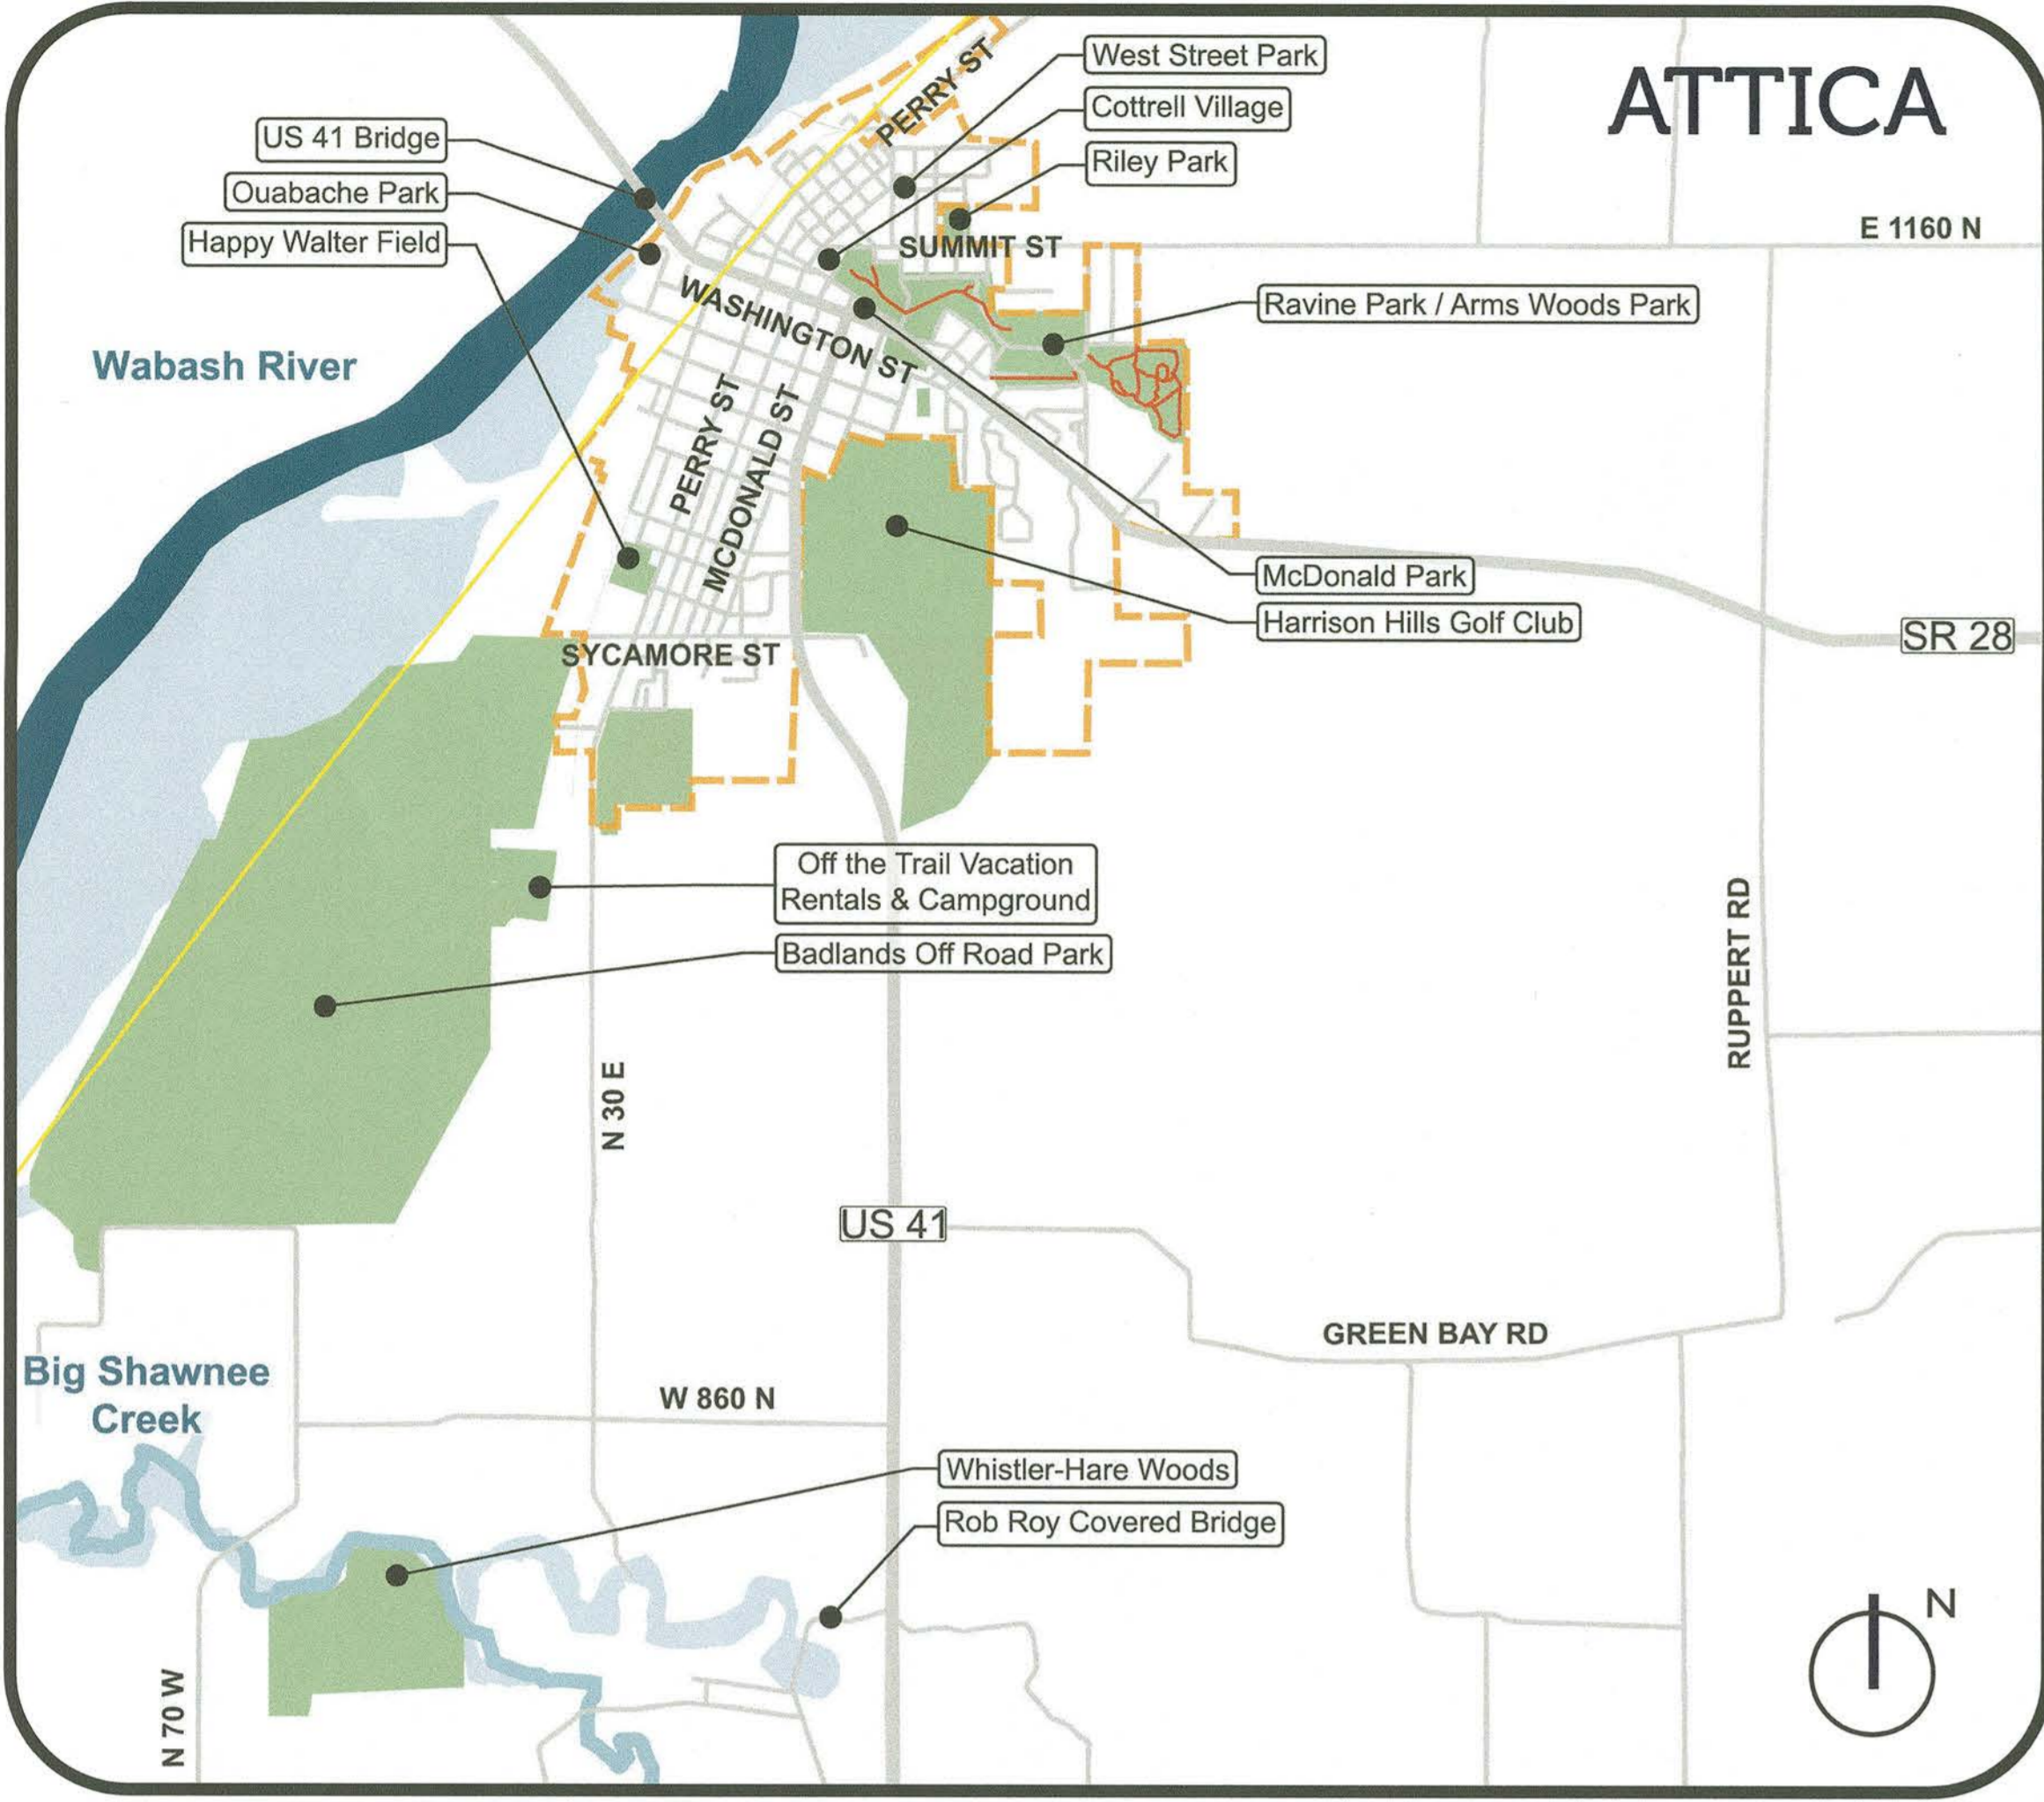 ATTICA
West Street Park
Cottrell Village
Riley Park
US 41 Bridge
Ouabache Park
Happy Walter Field
PERRY ST
SUMMIT ST
E 1160 N
WASHINGTON ST
Ravine Park / Arms Woods Park
Wabash River
PERRY ST
MCDONALD ST
McDonald Park
Harrison Hills Golf Club
SR 28
SYCAMORE ST
Off the Trail Vacation
Rentals & Campground
Badlands Off Road Park
RUPPERT RD
N 30 E
US 41
GREEN BAY RD
Big Shawnee
Creek
W 860 N
Whistler-Hare Woods
Rob Roy Covered Bridge
N 70 W
N